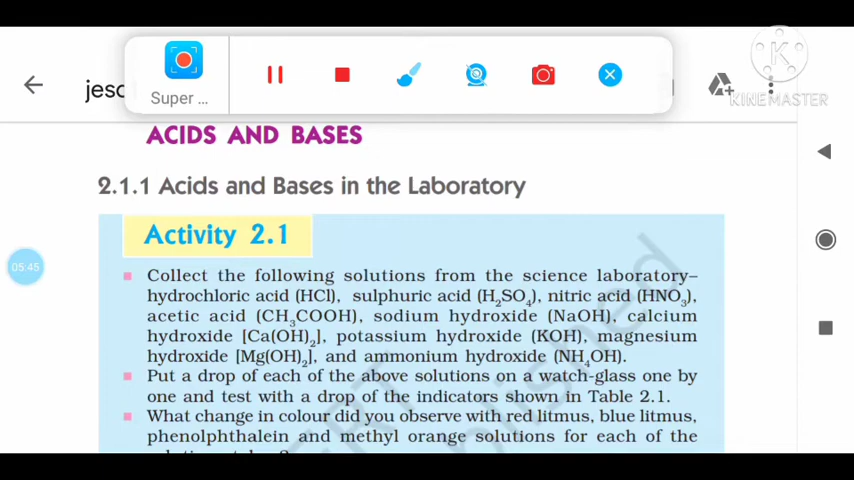 Super ...
jesc
KINEMASTER
ACIDS AND BASES
2.1.1 Acids and Bases in the Laboratory
Activity 2.1
05:45
Collect the following solutions from the science laboratory–
hydrochloric acid (HCl), sulphuric acid (H₂SO₄), nitric acid (HNO₃),
acetic acid (CH₃COOH), sodium hydroxide (NaOH), calcium
hydroxide [Ca(OH)₂], potassium hydroxide (KOH), magnesium
hydroxide [Mg(OH)₂], and ammonium hydroxide (NH₄OH).
Put a drop of each of the above solutions on a watch-glass one by
one and test with a drop of the indicators shown in Table 2.1.
What change in colour did you observe with red litmus, blue litmus,
phenolphthalein and methyl orange solutions for each of the